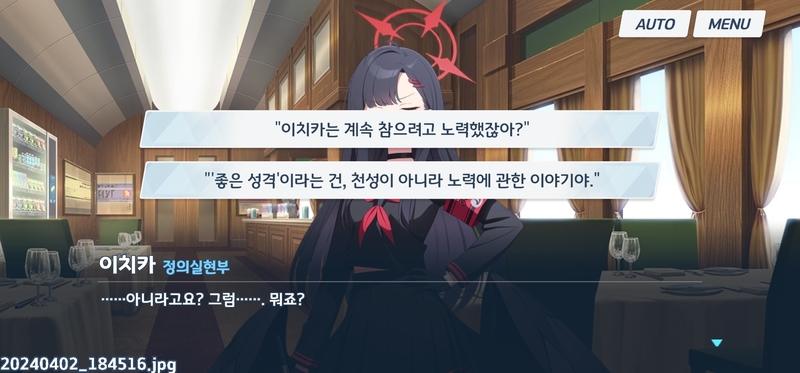 AUTO
MENU
"이치카는 계속 참으려고 노력했잖아?"
"'좋은 성격'이라는 건, 천성이 아니라 노력에 관한 이야기야."
이치카 정의실현부
……아니라고요? 그럼……. 뭐죠?
20240402_184516.jpg